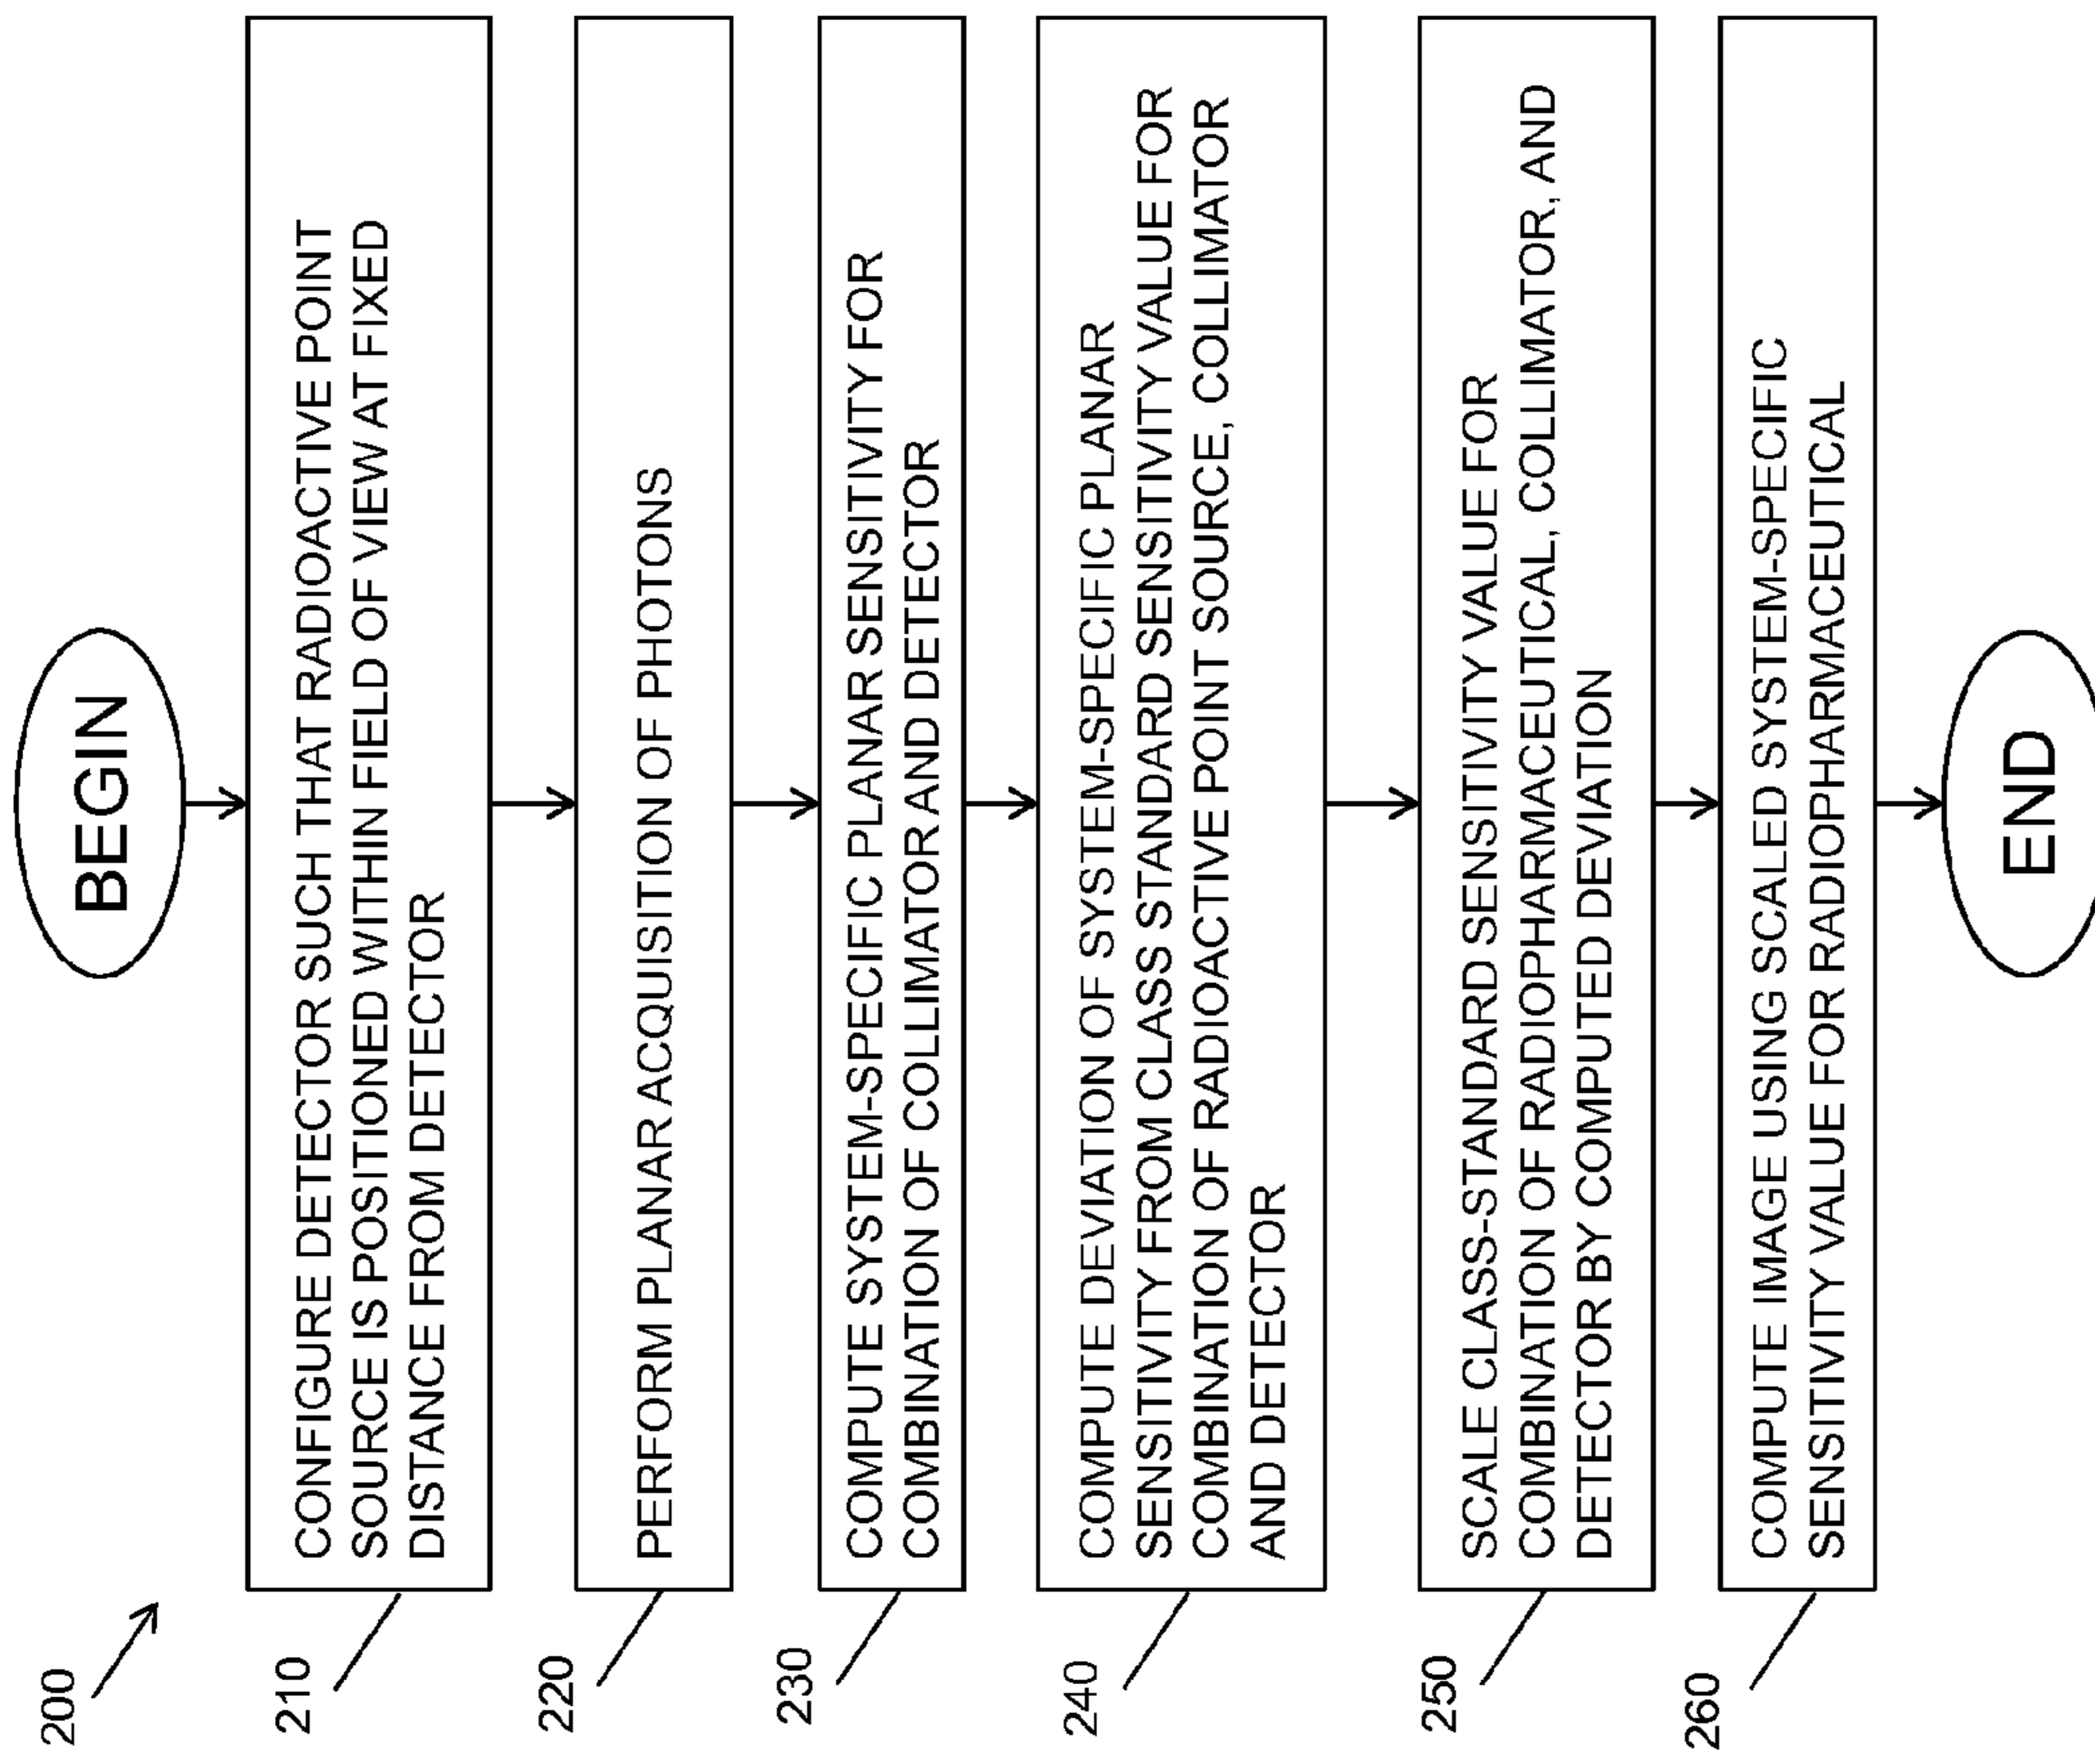 200
BEGIN
210
CONFIGURE DETECTOR SUCH THAT RADIOACTIVE POINT
SOURCE IS POSITIONED WITHIN FIELD OF VIEW AT FIXED
DISTANCE FROM DETECTOR
220
PERFORM PLANAR ACQUISITION OF PHOTONS
230
COMPUTE SYSTEM-SPECIFIC PLANAR SENSITIVITY FOR
COMBINATION OF COLLIMATOR AND DETECTOR
240
COMPUTE DEVIATION OF SYSTEM-SPECIFIC PLANAR
SENSITIVITY FROM CLASS STANDARD SENSITIVITY VALUE FOR
COMBINATION OF RADIOACTIVE POINT SOURCE, COLLIMATOR
AND DETECTOR
250
SCALE CLASS-STANDARD SENSITIVITY VALUE FOR
COMBINATION OF RADIOPHARMACEUTICAL, COLLIMATOR, AND
DETECTOR BY COMPUTED DEVIATION
260
COMPUTE IMAGE USING SCALED SYSTEM-SPECIFIC
SENSITIVITY VALUE FOR RADIOPHARMACEUTICAL
END